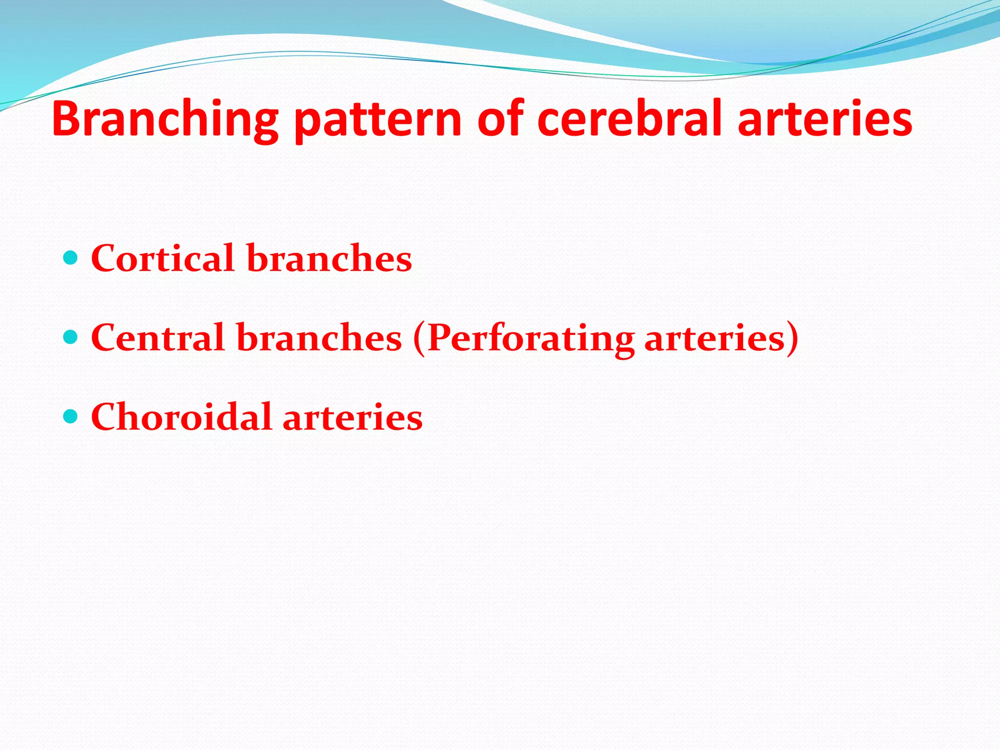 Branching pattern of cerebral arteries
• Cortical branches
• Central branches (Perforating arteries)
• Choroidal arteries